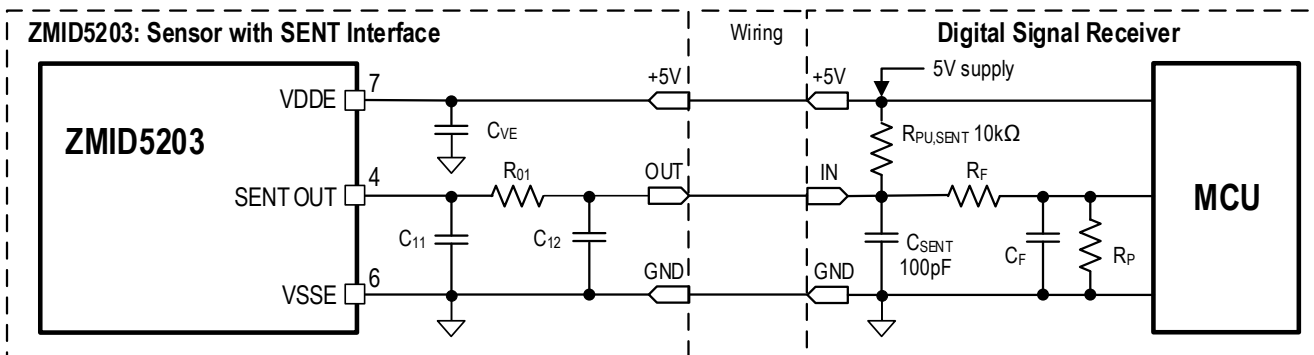 ZMID5203: Sensor with SENT Interface
Wiring
Digital Signal Receiver
7
VDDE
+5V
+5V
5V supply
ZMID5203
CVE
RPU,SENT 10kΩ
MCU
4
SENT OUT
R01
OUT
IN
RF
C11
C12
CSENT
100pF
CF
RP
6
VSSE
GND
GND